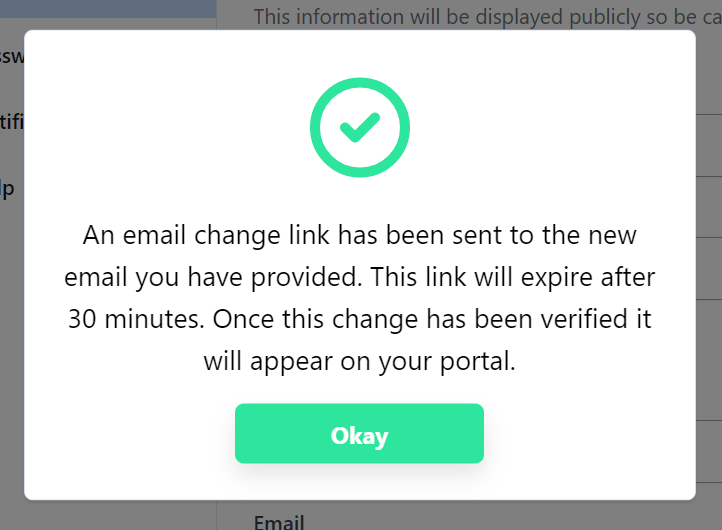 This information will be displayed publicly so be ca
ssw
tifi
lp
An email change link has been sent to the new
email you have provided. This link will expire after
30 minutes. Once this change has been verified it
will appear on your portal.
Okay
Email